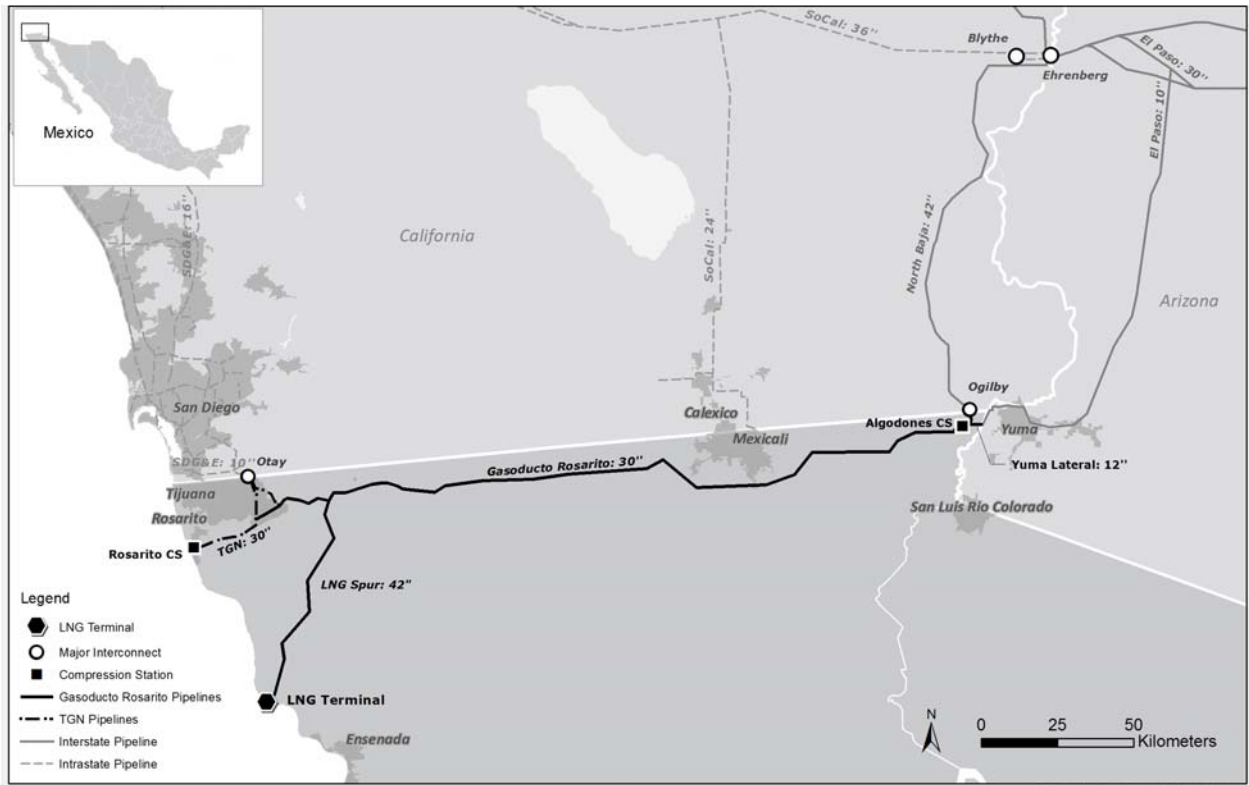 SoCal: 36"
Blythe
Ehrenberg
El Paso: 30"
El Paso: 10"
Mexico
SDG&E: 16"
California
SoCal: 24"
North Baja: 42"
Arizona
San Diego
Calexico
Mexicali
Ogilby
Algodones CS
Yuma
Yuma Lateral: 12"
SDG&E: 10"
Otay
Gasoducto Rosarito: 30"
Tijuana
Rosarito
San Luis Rio Colorado
Rosarito CS
TGN: 30"
LNG Spur: 42"
LNG Terminal
Ensenada
Legend
LNG Terminal
Major Interconnect
Compression Station
Gasoducto Rosarito Pipelines
TGN Pipelines
Interstate Pipeline
Intrastate Pipeline
N
0 25 50
Kilometers